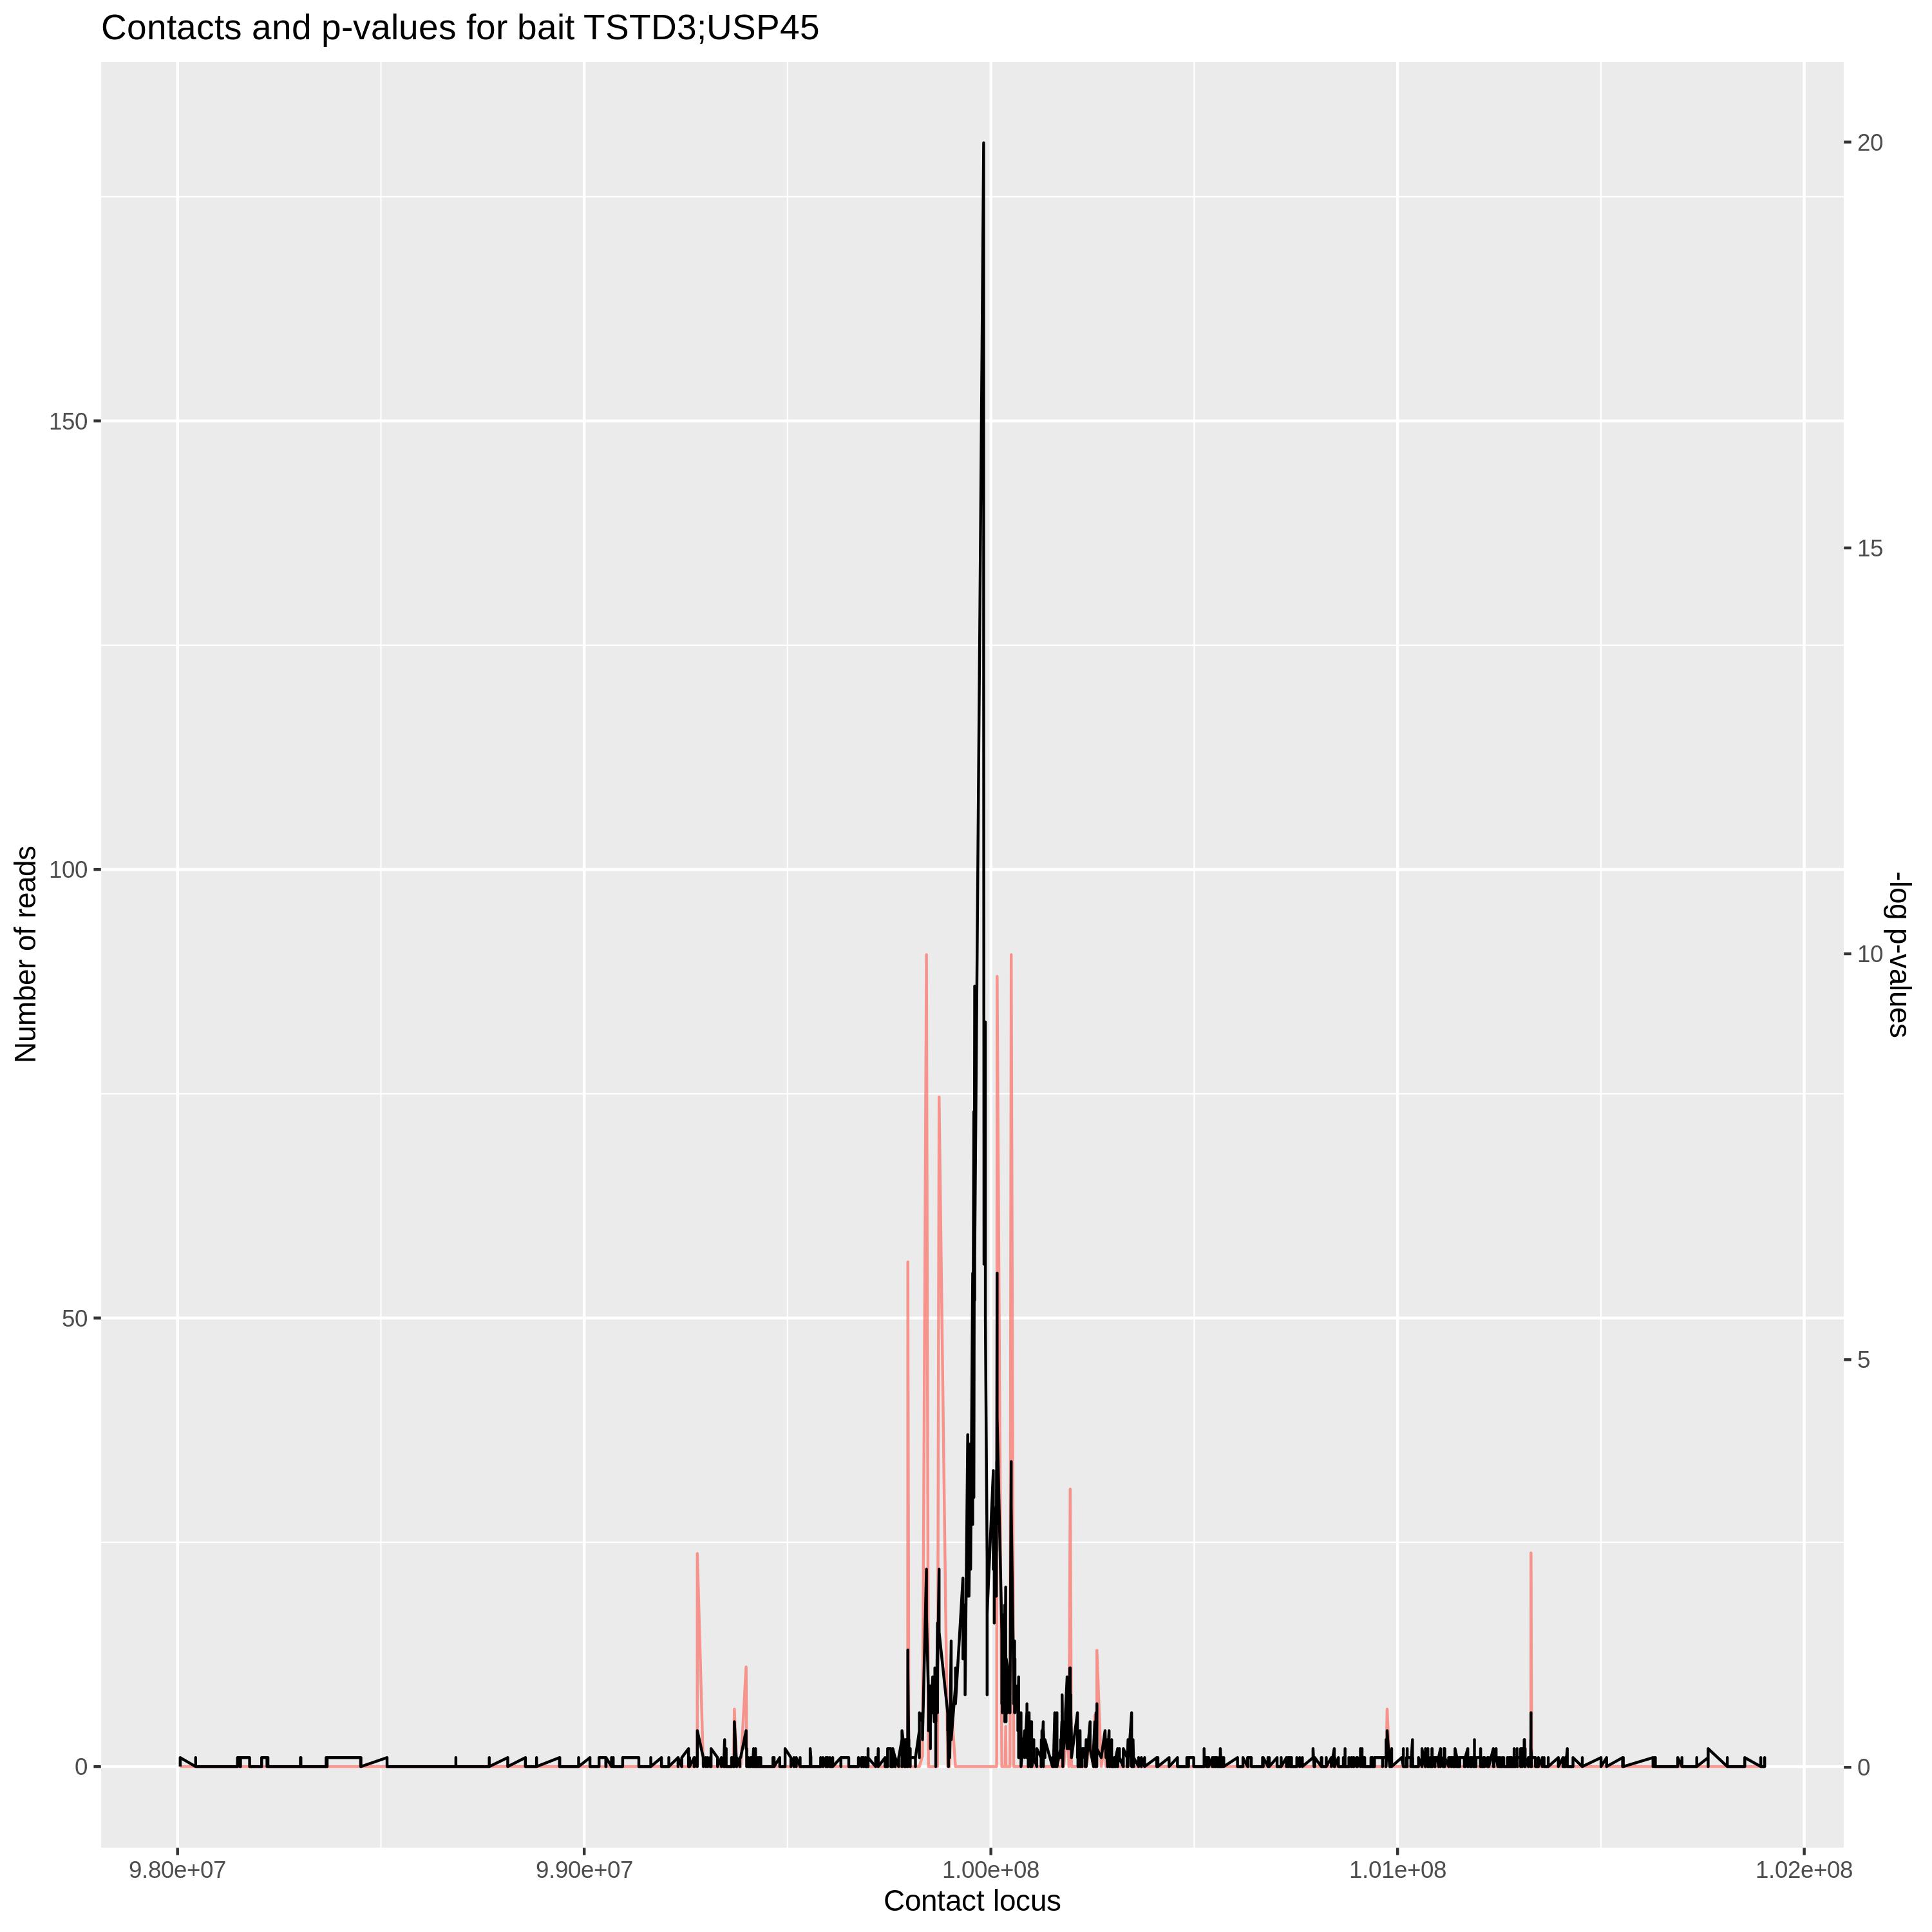 Contacts and p-values for bait TSTD3;USP45
Number of reads
150
100
50
0
20
15
10
5
0
-log p-values
9.80e+07
9.90e+07
1.00e+08
1.01e+08
1.02e+08
Contact locus